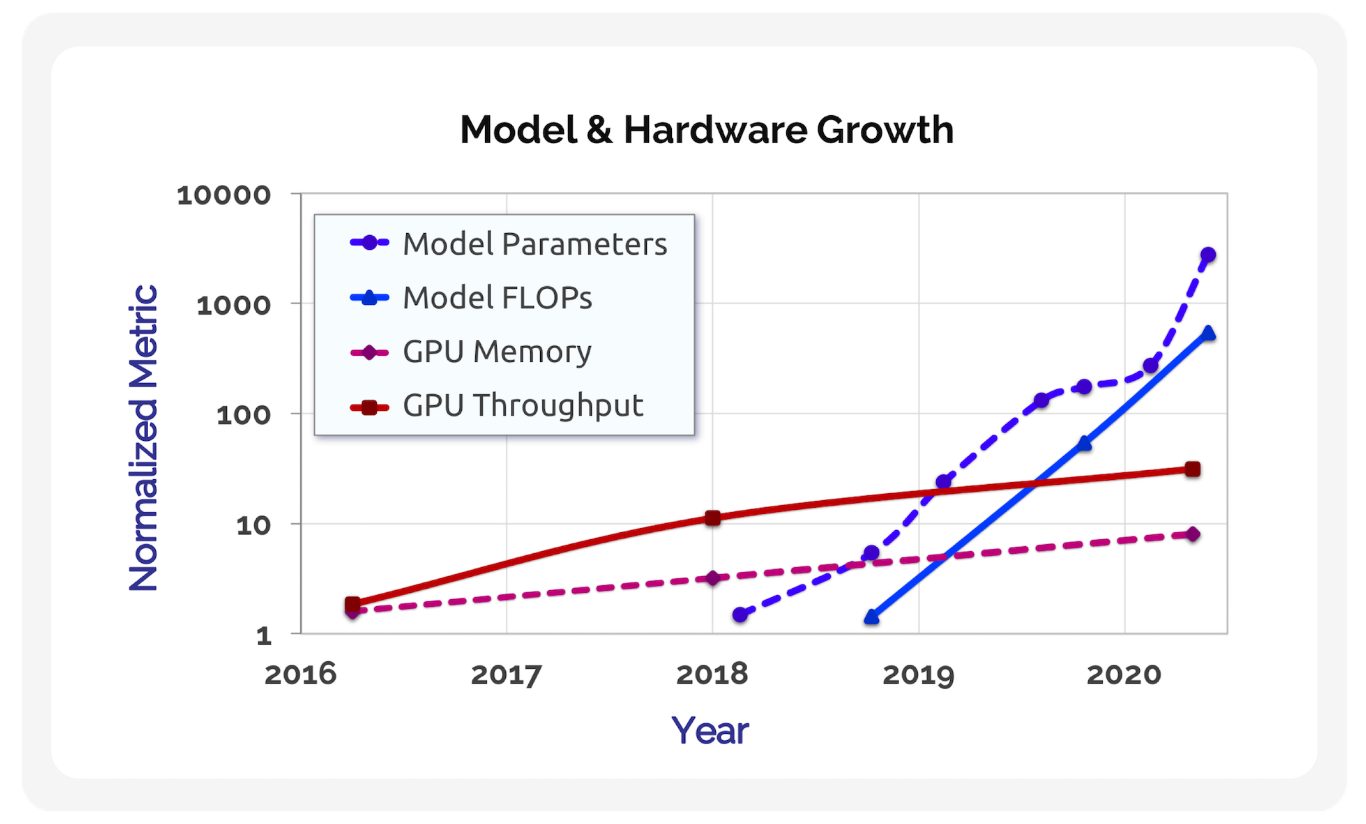 Model & Hardware Growth
10000
1000
100
10
1
Normalized Metric
Model Parameters
Model FLOPs
GPU Memory
GPU Throughput
2016 2017 2018 2019 2020
Year